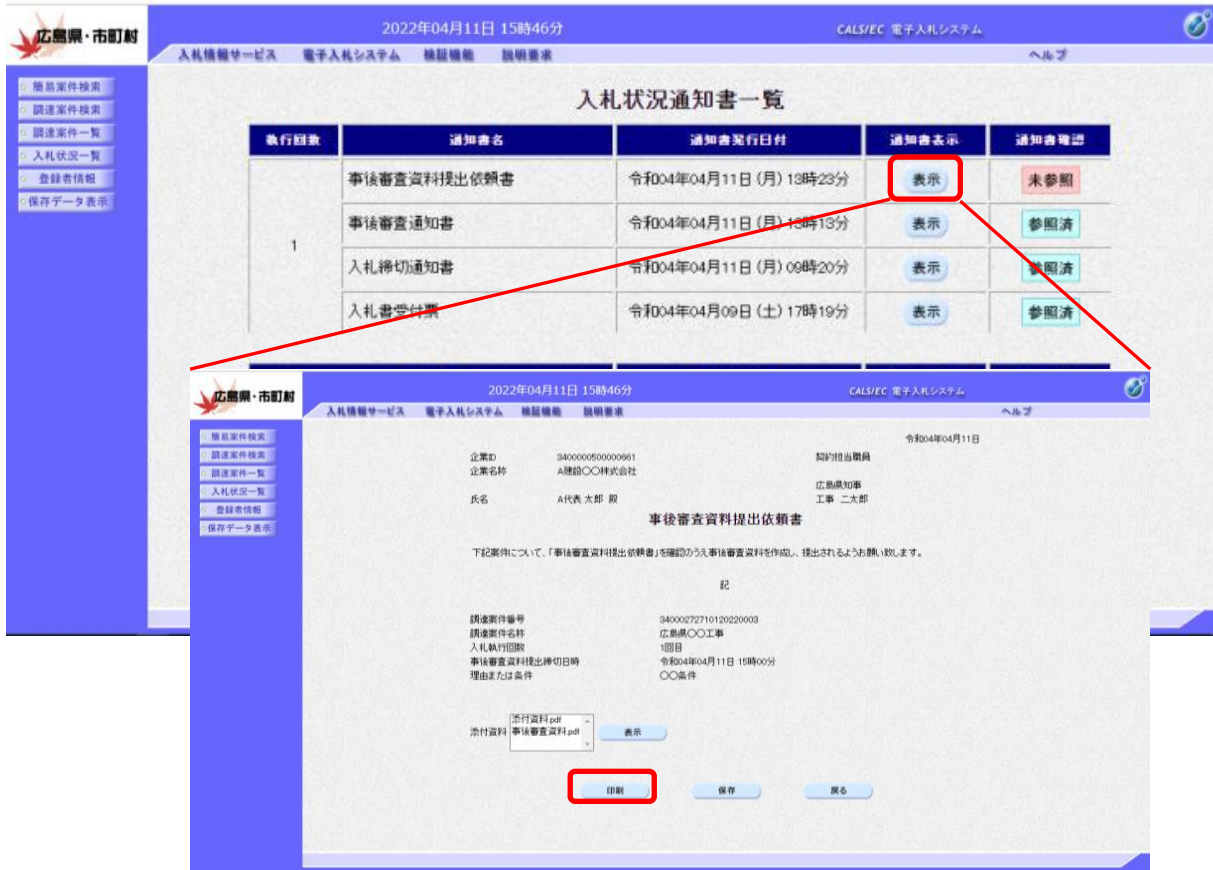 広島県・市町村
2022年04月11日 15時46分
CALS/EC 電子入札システム
入札情報サービス 電子入札システム 検証機能 説明要求 ヘルプ
簡易案件検索
調達案件検索
調達案件一覧
入札状況一覧
登録者情報
保存データ表示
入札状況通知書一覧
執行回数 通知書名 通知書発行日付 通知書表示 通知書確認
1
事後審査資料提出依頼書 令和04年04月11日(月)13時23分 表示 未参照
事後審査通知書 令和04年04月11日(月)13時13分 表示 参照済
入札締切通知書 令和04年04月11日(月)09時20分 表示 参照済
入札書受付票 令和04年04月09日(土)17時19分 表示 参照済
広島県・市町村
2022年04月11日 15時46分
CALS/EC 電子入札システム
入札情報サービス 電子入札システム 検証機能 説明要求 ヘルプ
簡易案件検索
調達案件検索
調達案件一覧
入札状況一覧
登録者情報
保存データ表示
令和04年04月11日
企業ID 3400000500000661 契約担当職員
企業名称 A建設〇〇株式会社
広島県知事
氏名 A代表 太郎 殿 工事 二太郎
事後審査資料提出依頼書
下記案件について、「事後審査資料提出依頼書」を確認のうえ事後審査資料を作成し、提出されるようお願い致します。
記
調達案件番号 34000272710120220003
調達案件名称 広島県〇〇工事
入札執行回数 1回目
事後審査資料提出締切日時 令和04年04月11日 15時00分
理由または条件 〇〇条件
添付資料 添付資料.pdf
事後審査資料.pdf 表示
印刷 保存 戻る